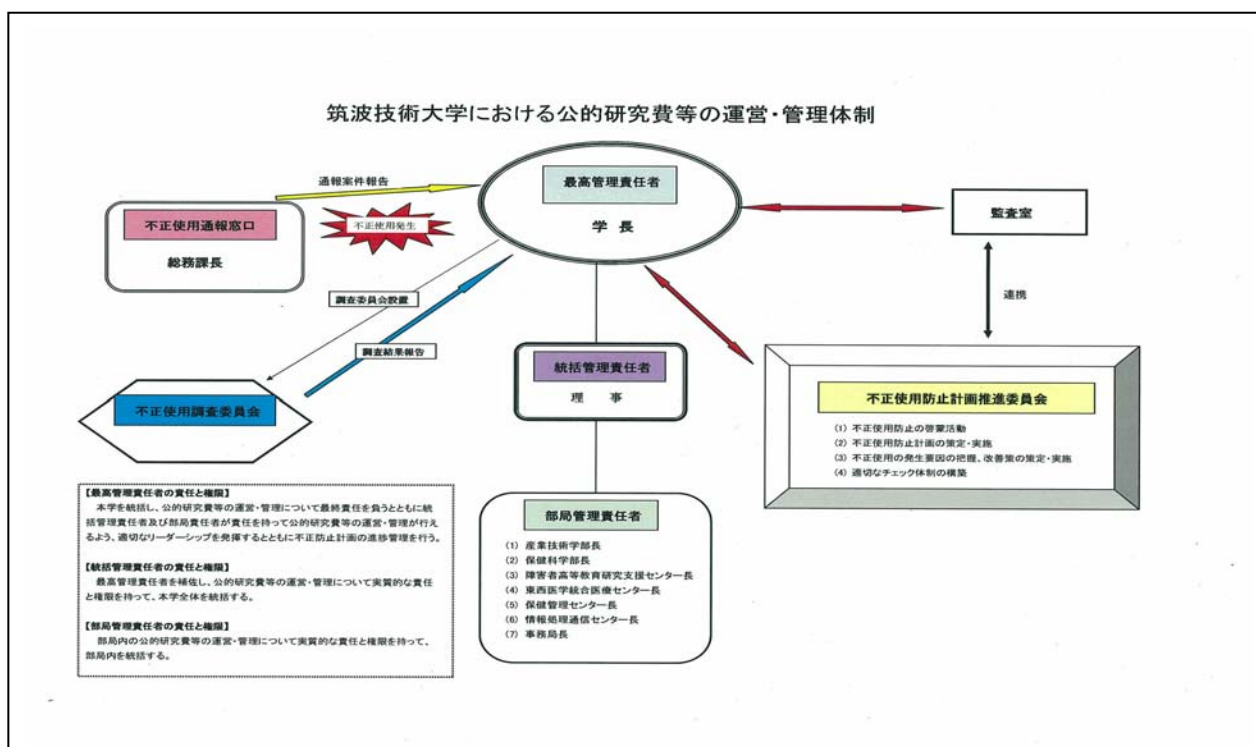 筑波技術大学における公的研究費等の運営・管理体制
通報案件報告
最高管理責任者
学長
不正使用通報窓口
総務課長
不正使用発生
監査室
連携
調査委員会設置
調査結果報告
統括管理責任者
理　事
不正使用調査委員会
不正使用防止計画推進委員会
(1) 不正使用防止の啓蒙活動
(2) 不正使用防止計画の策定・実施
(3) 不正使用の発生要因の把握、改善策の策定・実施
(4) 適切なチェック体制の構築
【最高管理責任者の責任と権限】
本学を統括し、公的研究費等の運営・管理について最終責任を負うとともに統
括管理責任者及び部局責任者が責任を持って公的研究費等の運営・管理が行え
るよう、適切なリーダーシップを発揮するとともに不正防止計画の進捗管理を行う。
【統括管理責任者の責任と権限】
最高管理責任者を補佐し、公的研究費等の運営・管理について実質的な責任
と権限を持って、本学全体を統括する。
【部局管理責任者の責任と権限】
部局内の公的研究費等の運営・管理について実質的な責任と権限を持って、
部局内を統括する。
部局管理責任者
(1) 産業技術学部長
(2) 保健科学部長
(3) 障害者高等教育研究支援センター長
(4) 東西医学統合医療センター長
(5) 保健管理センター長
(6) 情報処理通信センター長
(7) 事務局長